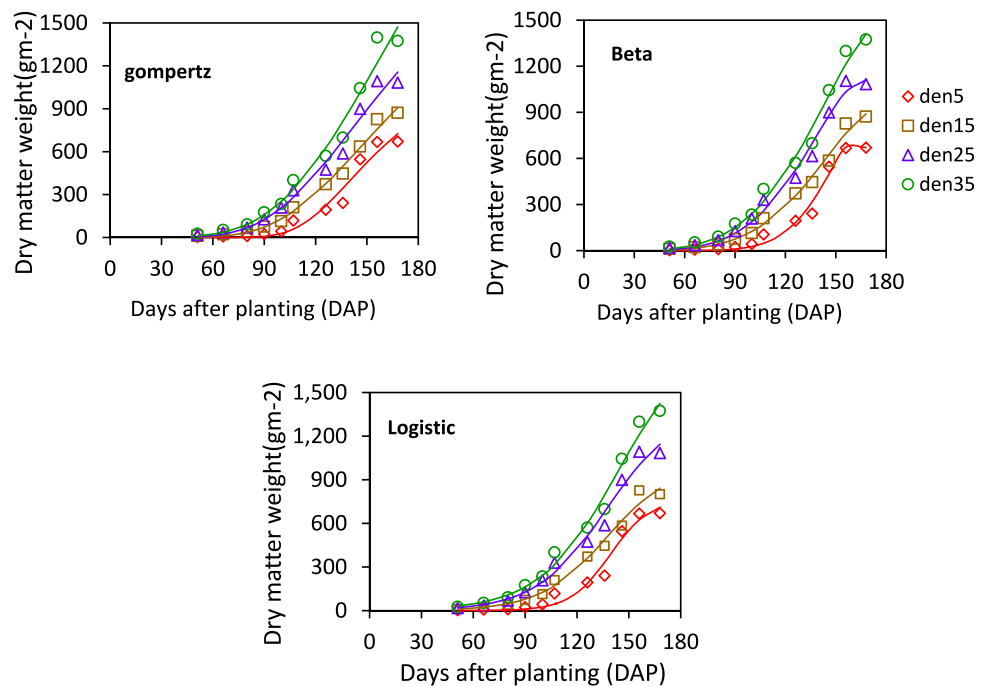 gompertz
Dry matter weight(gm-2)
1500
1200
900
600
300
0
0 30 60 90 120 150 180
Days after planting (DAP)
Beta
Dry matter weight(gm-2)
1500
1200
900
600
300
0
0 30 60 90 120 150 180
Days after planting (DAP)
den5
den15
den25
den35
Logistic
Dry matter weight(gm-2)
1,500
1,200
900
600
300
0
0 30 60 90 120 150 180
Days after planting (DAP)